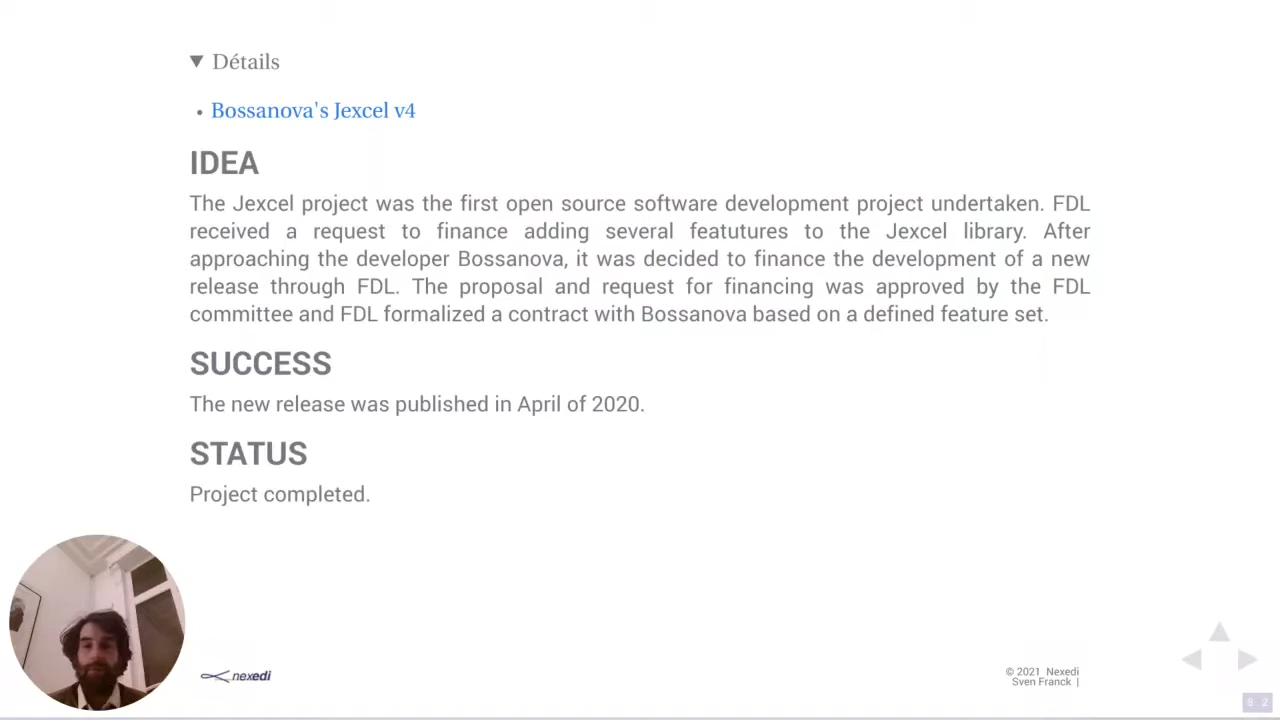 ▼ Détails
• Bossanova's Jexcel v4
IDEA
The Jexcel project was the first open source software development project undertaken. FDL
received a request to finance adding several featutures to the Jexcel library. After
approaching the developer Bossanova, it was decided to finance the development of a new
release through FDL. The proposal and request for financing was approved by the FDL
committee and FDL formalized a contract with Bossanova based on a defined feature set.
SUCCESS
The new release was published in April of 2020.
STATUS
Project completed.
nexedi
© 2021 Nexedi
Sven Franck |